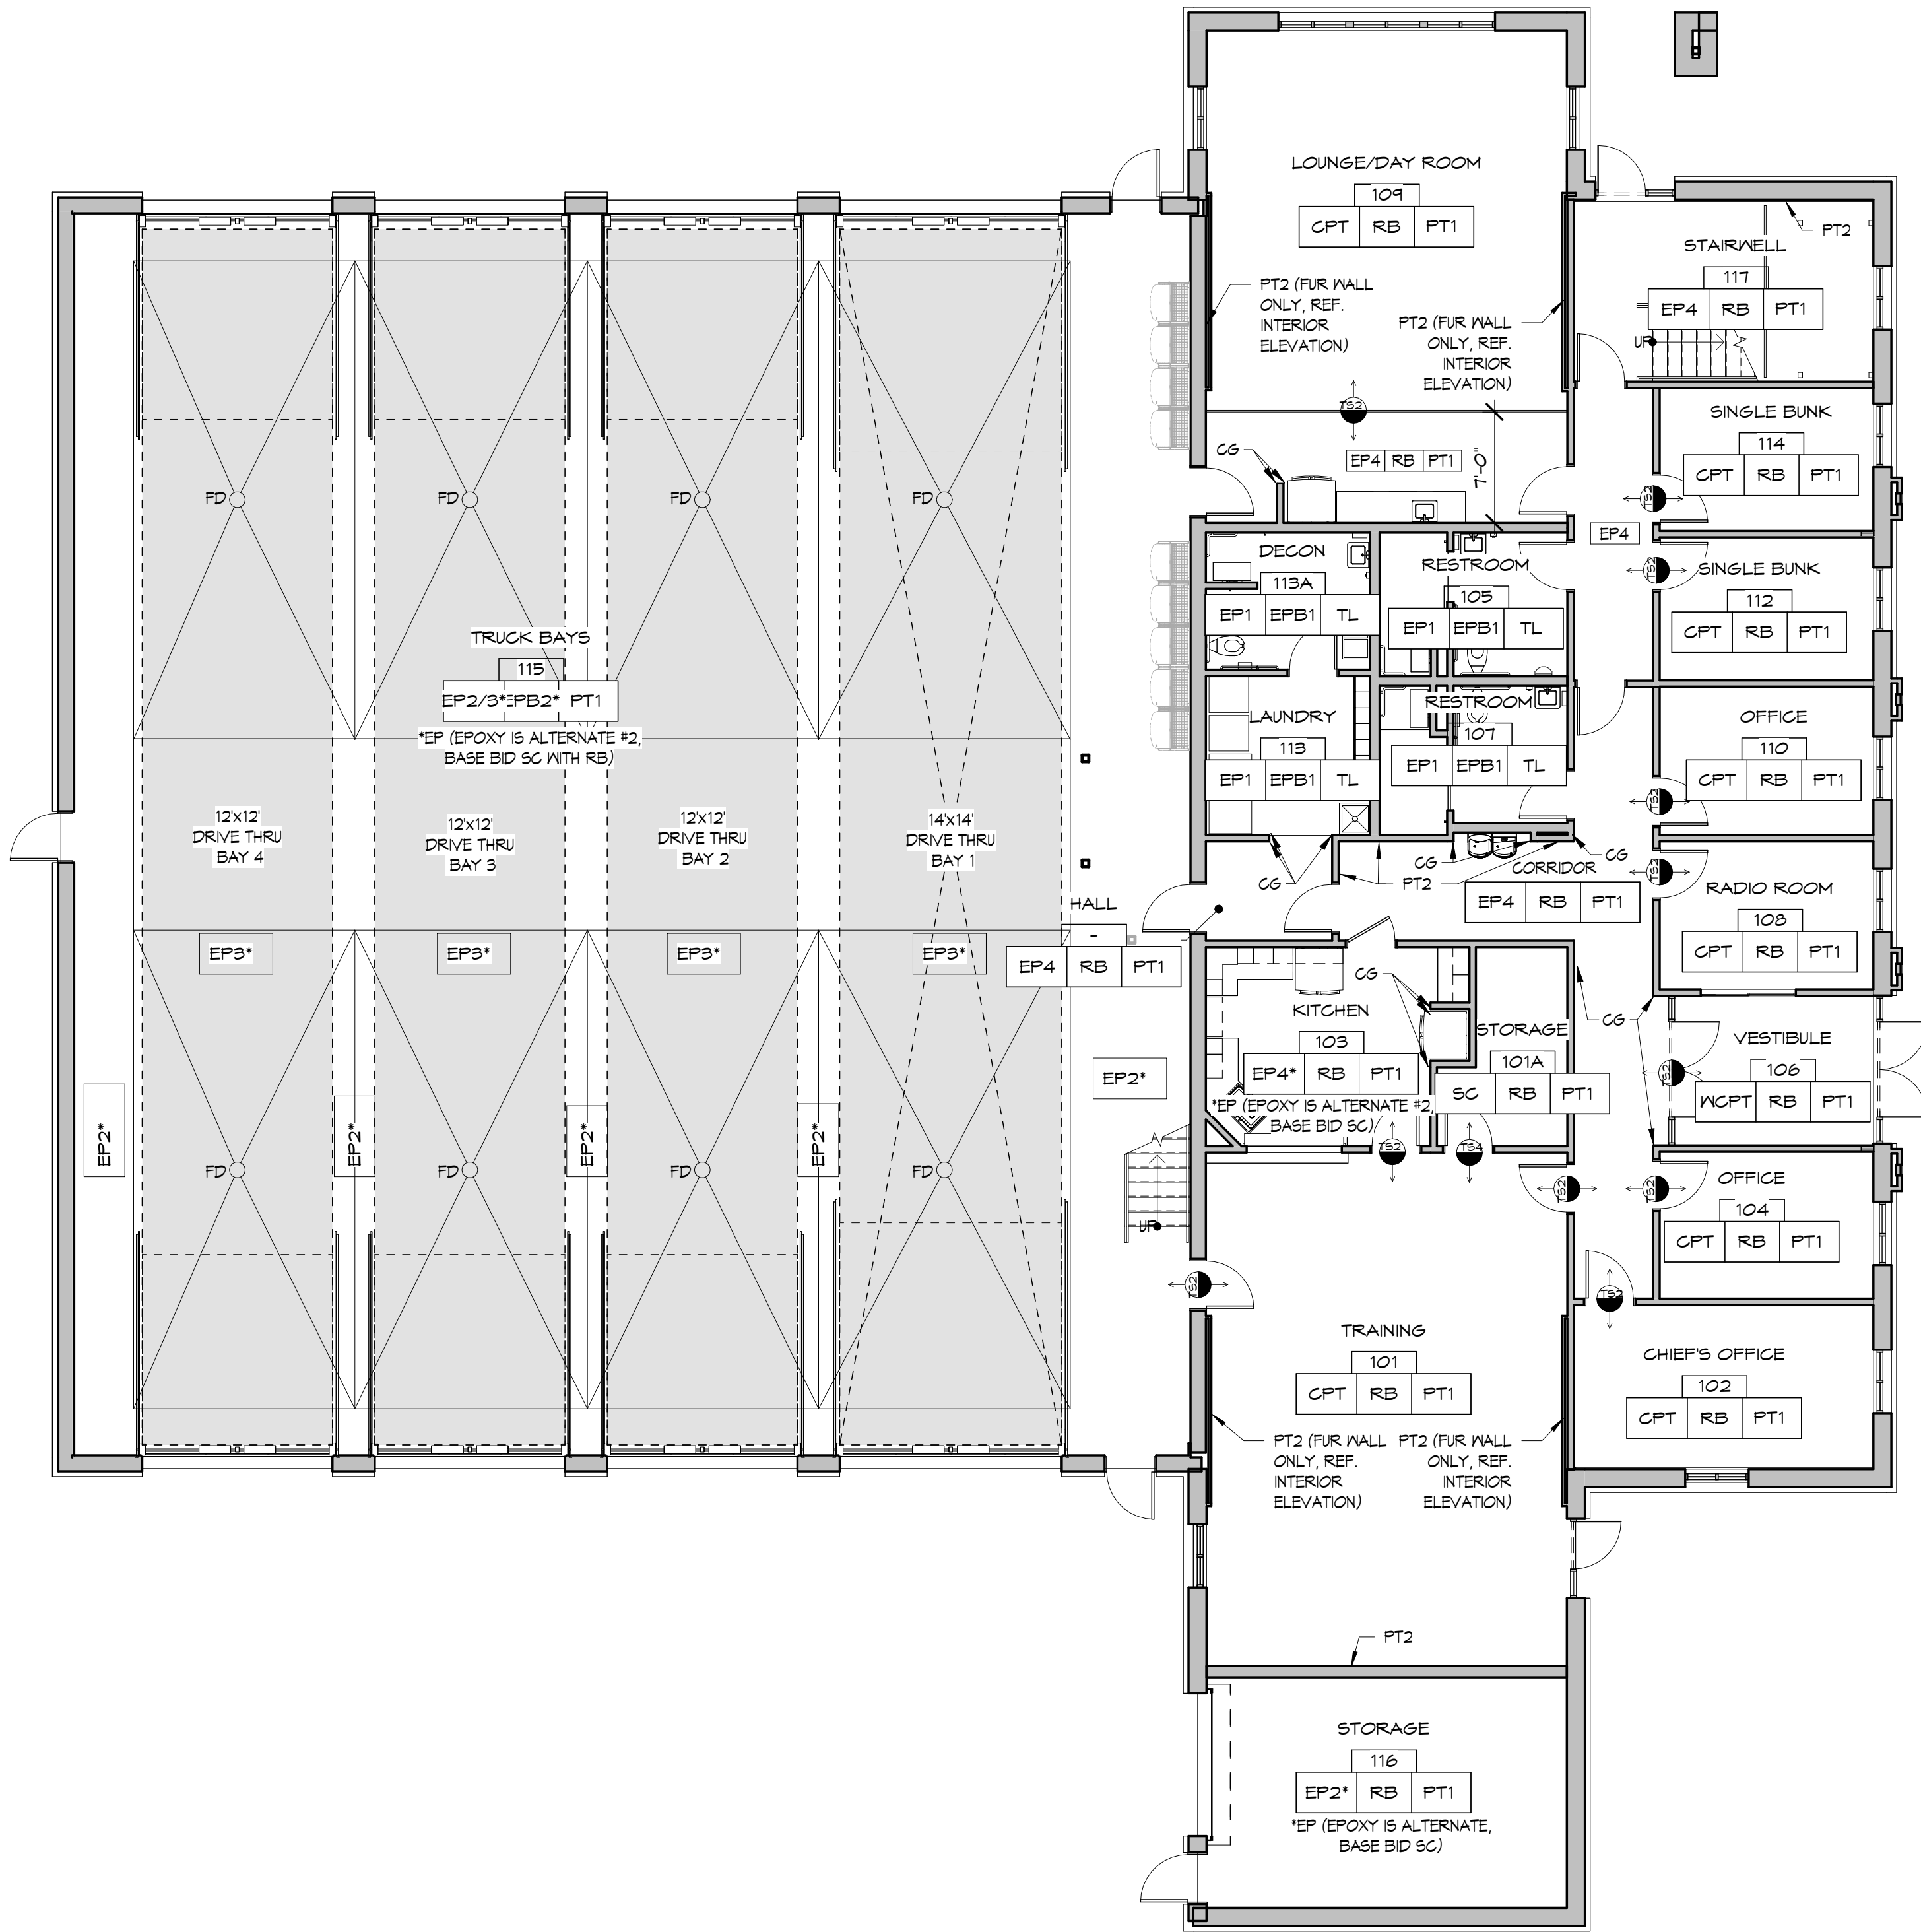 LOUNGE/DAY ROOM
109
CPT RB PT1
PT2 (FUR WALL
ONLY, REF.
INTERIOR
ELEVATION)
PT2 (FUR WALL
ONLY, REF.
INTERIOR
ELEVATION)
TS2
CG
EP4 RB PT1
7'-0"
PT2
STAIRWELL
117
EP4 RB PT1
UP
SINGLE BUNK
114
CPT RB PT1
TS2
EP4
TS2
SINGLE BUNK
112
CPT RB PT1
DECON
113A
EP1 EPB1 TL
RESTROOM
105
EP1 EPB1 TL
LAUNDRY
113
EP1 EPB1 TL
RESTROOM
107
EP1 EPB1 TL
OFFICE
110
CPT RB PT1
TS2
FD
FD
FD
FD
TRUCK BAYS
115
EP2/3* EPB2* PT1
*EP (EPOXY IS ALTERNATE #2,
BASE BID SC WITH RB)
12'x12'
DRIVE THRU
BAY 4
12'x12'
DRIVE THRU
BAY 3
12'x12'
DRIVE THRU
BAY 2
14'x14'
DRIVE THRU
BAY 1
CG
CG
CG
PT2
CORRIDOR
EP4 RB PT1
TS2
RADIO ROOM
108
CPT RB PT1
HALL
-
EP4 RB PT1
EP3*
EP3*
EP3*
EP3*
EP2*
EP2*
EP2*
EP2*
EP2*
FD
FD
FD
FD
UP
CG
KITCHEN
103
EP4* RB PT1
*EP (EPOXY IS ALTERNATE #2,
BASE BID SC)
STORAGE
101A
SC RB PT1
CG
VESTIBULE
106
WCPT RB PT1
TS2
TS2
TS4
TS2
TS2
OFFICE
104
CPT RB PT1
TS2
TS2
TRAINING
101
CPT RB PT1
CHIEF'S OFFICE
102
CPT RB PT1
PT2 (FUR WALL
ONLY, REF.
INTERIOR
ELEVATION)
PT2 (FUR WALL
ONLY, REF.
INTERIOR
ELEVATION)
PT2
STORAGE
116
EP2* RB PT1
*EP (EPOXY IS ALTERNATE,
BASE BID SC)